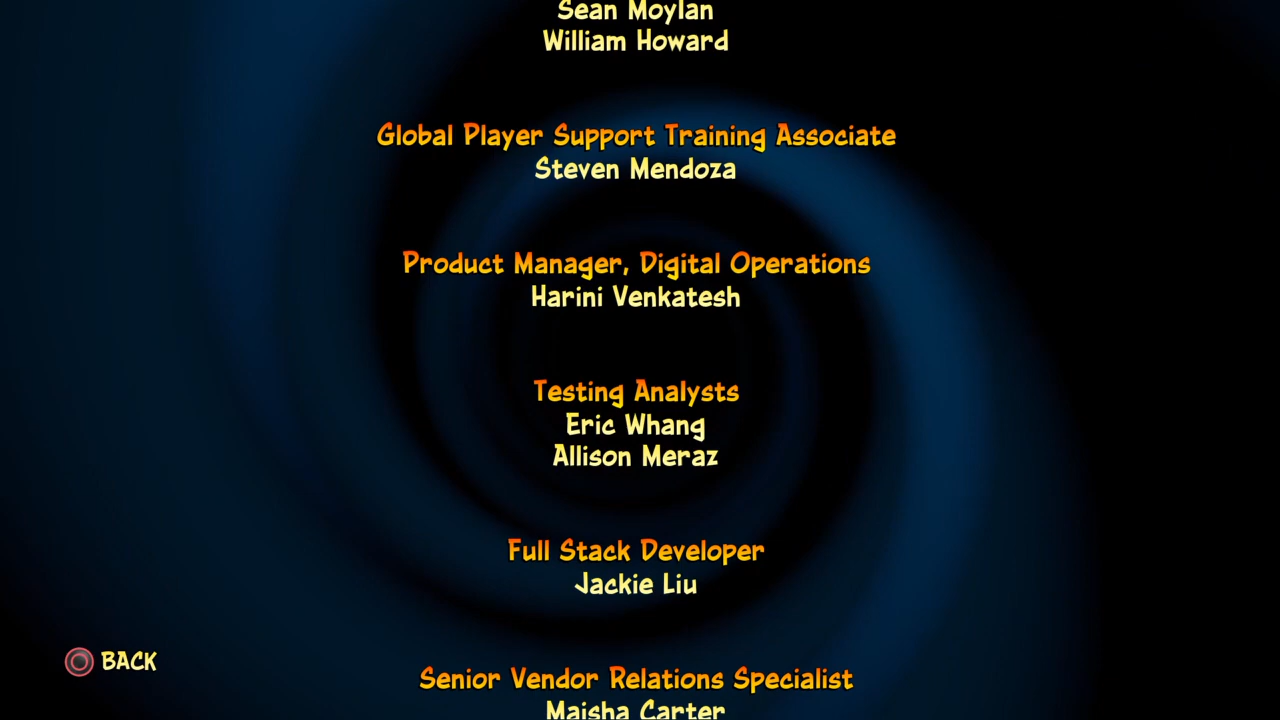 Sean Moylan
William Howard
Global Player Support Training Associate
Steven Mendoza
Product Manager, Digital Operations
Harini Venkatesh
Testing Analysts
Eric Whang
Allison Meraz
Full Stack Developer
Jackie Liu
BACK
Senior Vendor Relations Specialist
Maisha Carter